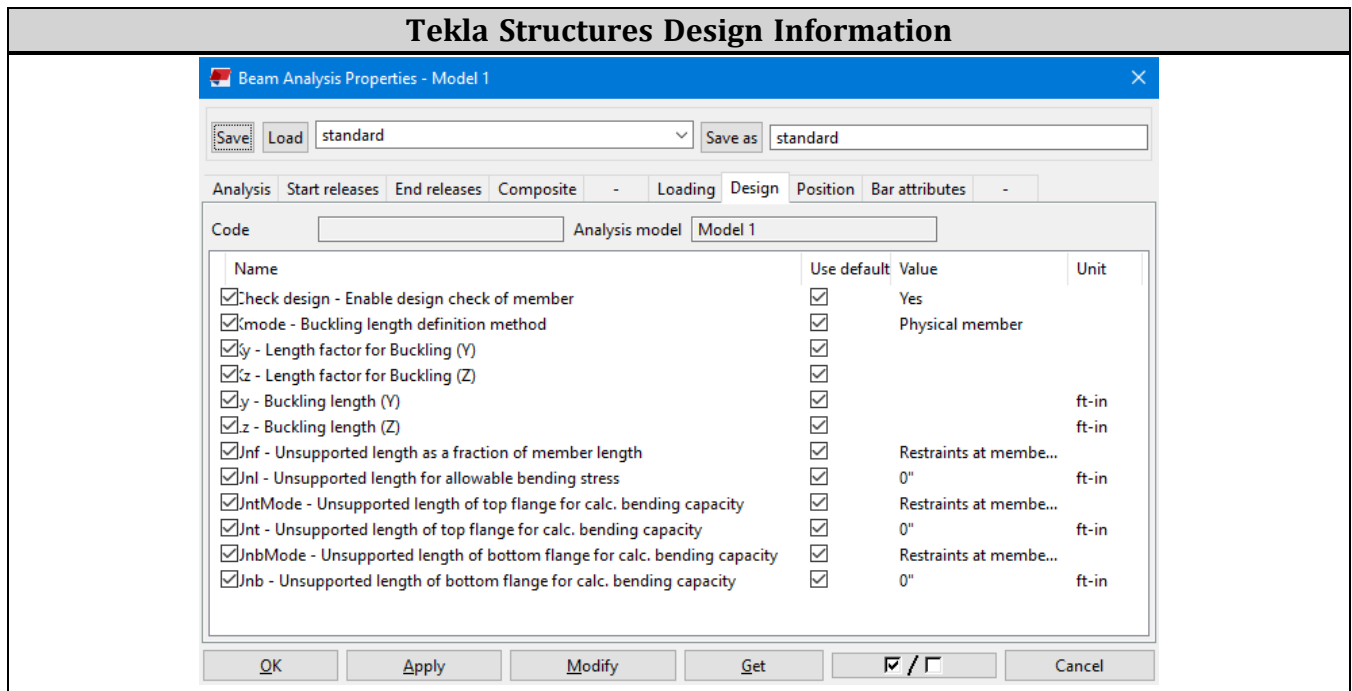 Tekla Structures Design Information
Beam Analysis Properties - Model 1
Save Load standard Save as standard
Analysis Start releases End releases Composite - Loading Design Position Bar attributes -
Code Analysis model Model 1
Name Use default Value Unit
Check design - Enable design check of member Yes
Kmode - Buckling length definition method Physical member
Ky - Length factor for Buckling (Y)
Kz - Length factor for Buckling (Z)
Ly - Buckling length (Y) ft-in
Lz - Buckling length (Z) ft-in
Unf - Unsupported length as a fraction of member length Restraints at membe...
Unl - Unsupported length for allowable bending stress 0" ft-in
UntMode - Unsupported length of top flange for calc. bending capacity Restraints at membe...
Unt - Unsupported length of top flange for calc. bending capacity 0" ft-in
UnbMode - Unsupported length of bottom flange for calc. bending capacity Restraints at membe...
Unb - Unsupported length of bottom flange for calc. bending capacity 0" ft-in
OK Apply Modify Get / Cancel